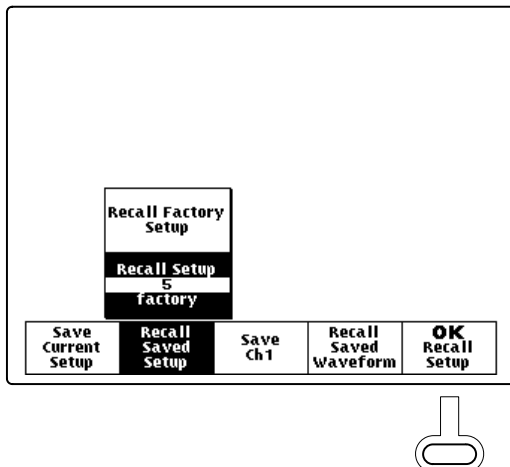 Recall Factory
Setup
Recall Setup
5
factory
Save
Current
Setup
Recall
Saved
Setup
Save
Ch1
Recall
Saved
Waveform
OK
Recall
Setup